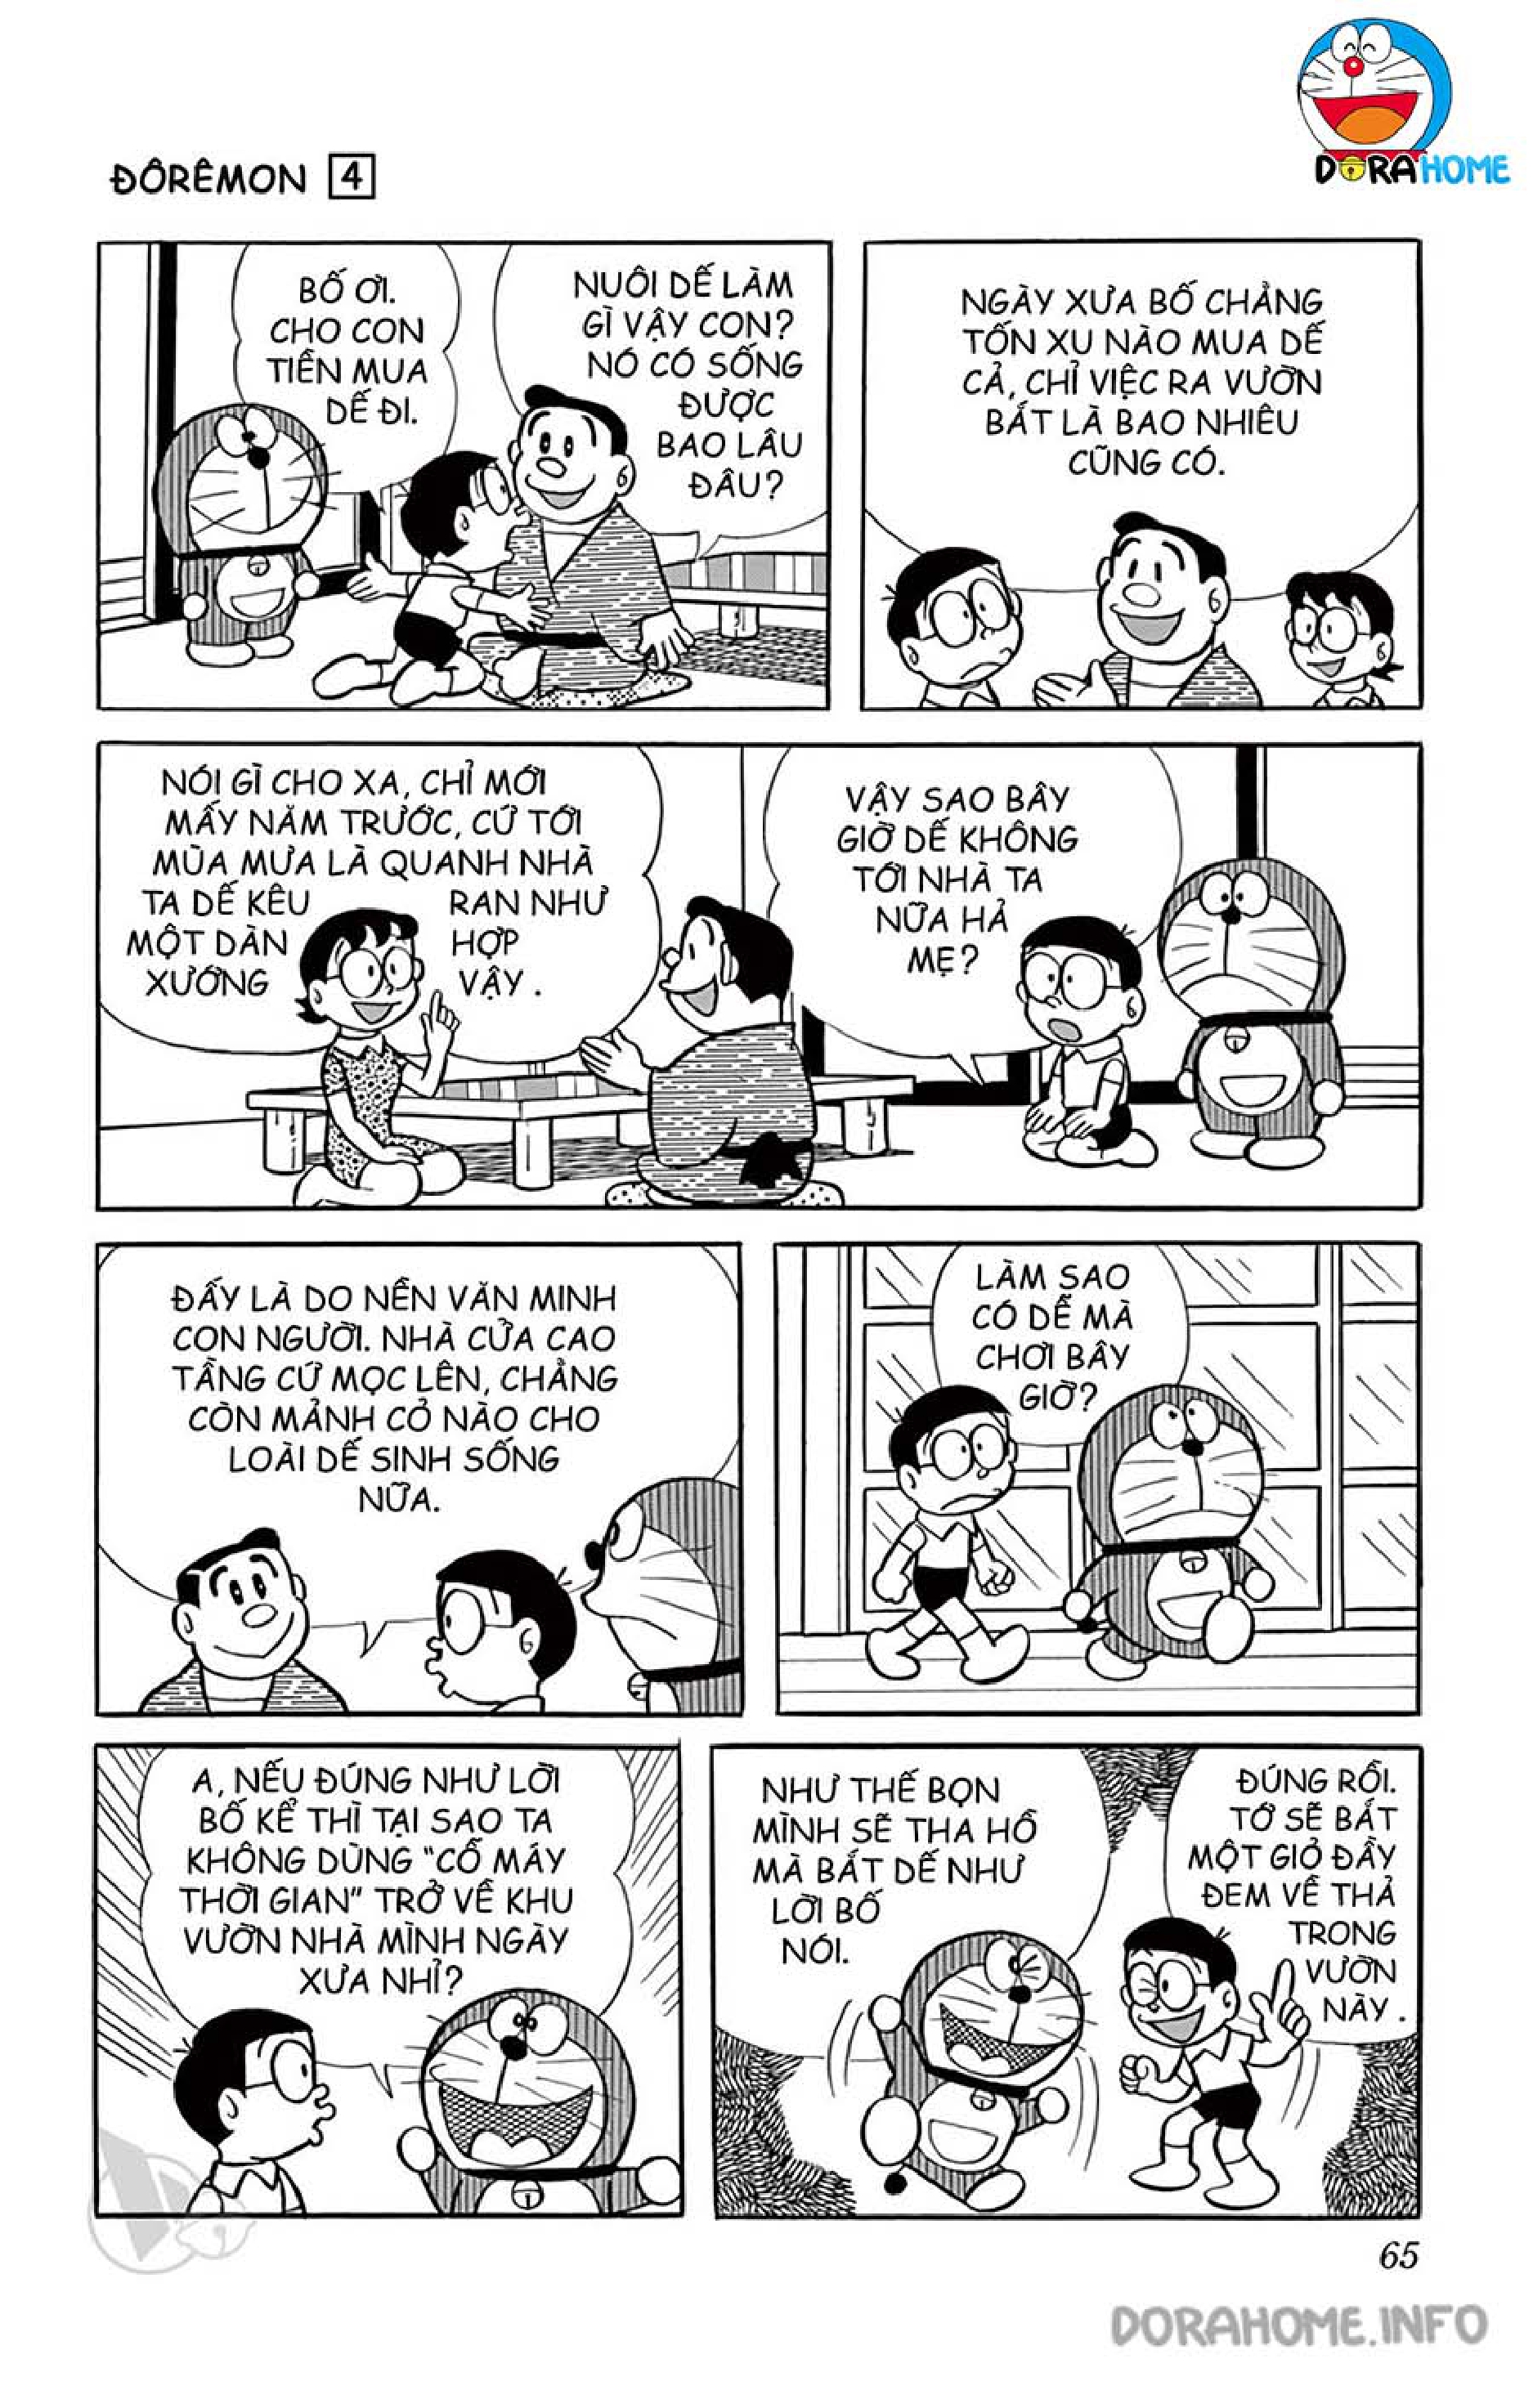 DORAHOME
ĐÔRÊMON 4
BỐ ƠI.
CHO CON
TIỀN MUA
DẾ ĐI.
NUÔI DẾ LÀM
GÌ VẬY CON?
NÓ CÓ SỐNG
ĐƯỢC
BAO LÂU
ĐÂU?
NGÀY XƯA BỐ CHẲNG
TỐN XU NÀO MUA DẾ
CẢ, CHỈ VIỆC RA VƯỜN
BẮT LÀ BAO NHIÊU
CŨNG CÓ.
NÓI GÌ CHO XA, CHỈ MỚI
MẤY NĂM TRƯỚC, CỨ TỚI
MÙA MƯA LÀ QUANH NHÀ
TA DẾ KÊU RAN NHƯ
MỘT DÀN HỢP
XƯỚNG VẬY.
VẬY SAO BÂY
GIỜ DẾ KHÔNG
TỚI NHÀ TA
NỮA HẢ
MẸ?
ĐẤY LÀ DO NỀN VĂN MINH
CON NGƯỜI. NHÀ CỬA CAO
TẦNG CỨ MỌC LÊN, CHẲNG
CÒN MẢNH CỎ NÀO CHO
LOÀI DẾ SINH SỐNG
NỮA.
LÀM SAO
CÓ DỄ MÀ
CHƠI BÂY
GIỜ?
A, NẾU ĐÚNG NHƯ LỜI
BỐ KỂ THÌ TẠI SAO TA
KHÔNG DÙNG "CỖ MÁY
THỜI GIAN" TRỞ VỀ KHU
VƯỜN NHÀ MÌNH NGÀY
XƯA NHỈ?
NHƯ THẾ BỌN
MÌNH SẼ THA HỒ
MÀ BẮT DẾ NHƯ
LỜI BỐ
NÓI.
ĐÚNG RỒI.
TỚ SẼ BẮT
MỘT GIỎ ĐẦY
ĐEM VỀ THẢ
TRONG
VƯỜN
NÀY.
65
DORAHOME.INFO